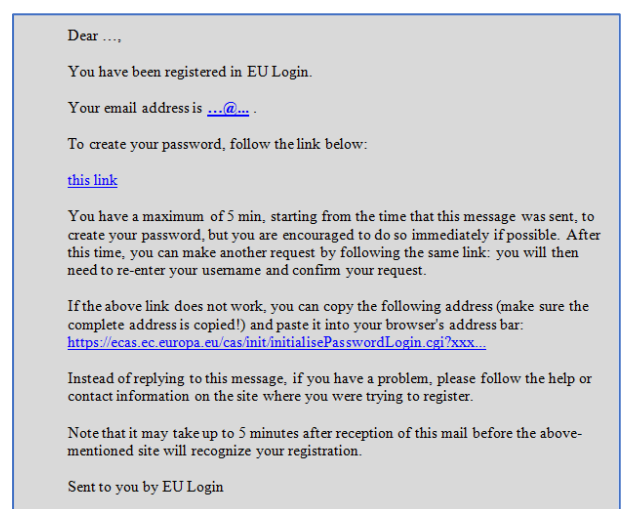 Dear …,
You have been registered in EU Login.
Your email address is …@... .
To create your password, follow the link below:
this link
You have a maximum of 5 min, starting from the time that this message was sent, to
create your password, but you are encouraged to do so immediately if possible. After
this time, you can make another request by following the same link: you will then
need to re-enter your username and confirm your request.
If the above link does not work, you can copy the following address (make sure the
complete address is copied!) and paste it into your browser's address bar:
https://ecas.ec.europa.eu/cas/init/initialisePasswordLogin.cgi?xxx...
Instead of replying to this message, if you have a problem, please follow the help or
contact information on the site where you were trying to register.
Note that it may take up to 5 minutes after reception of this mail before the above-
mentioned site will recognize your registration.
Sent to you by EU Login